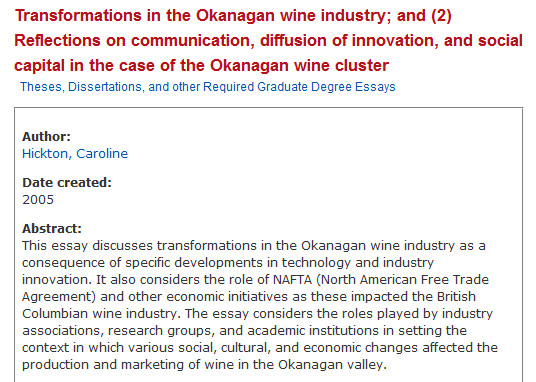 Transformations in the Okanagan wine industry; and (2)
Reflections on communication, diffusion of innovation, and social
capital in the case of the Okanagan wine cluster
Theses, Dissertations, and other Required Graduate Degree Essays
Author:
Hickton, Caroline
Date created:
2005
Abstract:
This essay discusses transformations in the Okanagan wine industry as a
consequence of specific developments in technology and industry
innovation. It also considers the role of NAFTA (North American Free Trade
Agreement) and other economic initiatives as these impacted the British
Columbian wine industry. The essay considers the roles played by industry
associations, research groups, and academic institutions in setting the
context in which various social, cultural, and economic changes affected the
production and marketing of wine in the Okanagan valley.